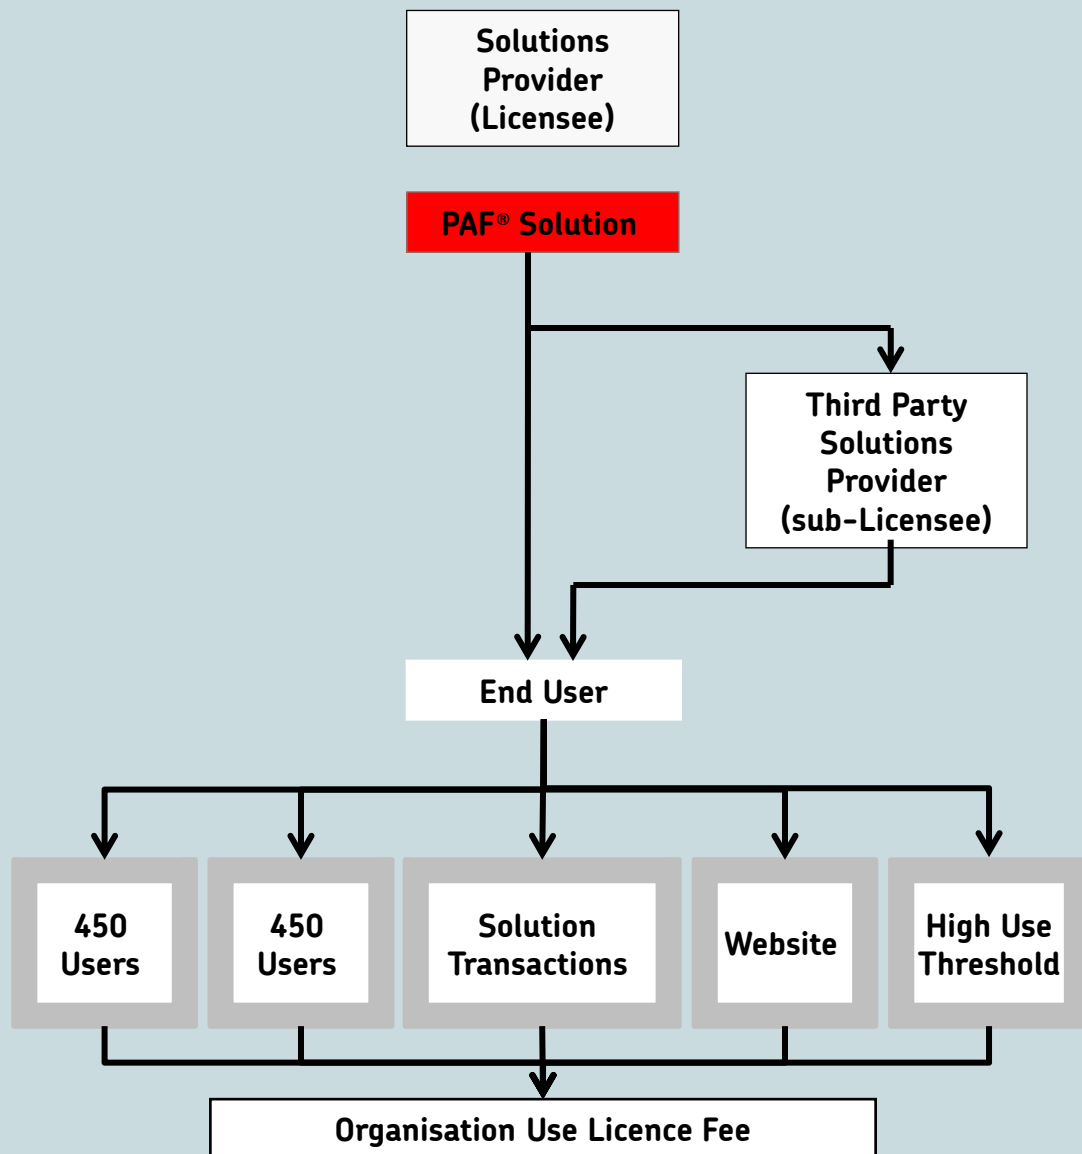 Solutions
Provider
(Licensee)
PAF® Solution
Third Party
Solutions
Provider
(sub-Licensee)
End User
450
Users
450
Users
Solution
Transactions
Website
High Use
Threshold
Organisation Use Licence Fee